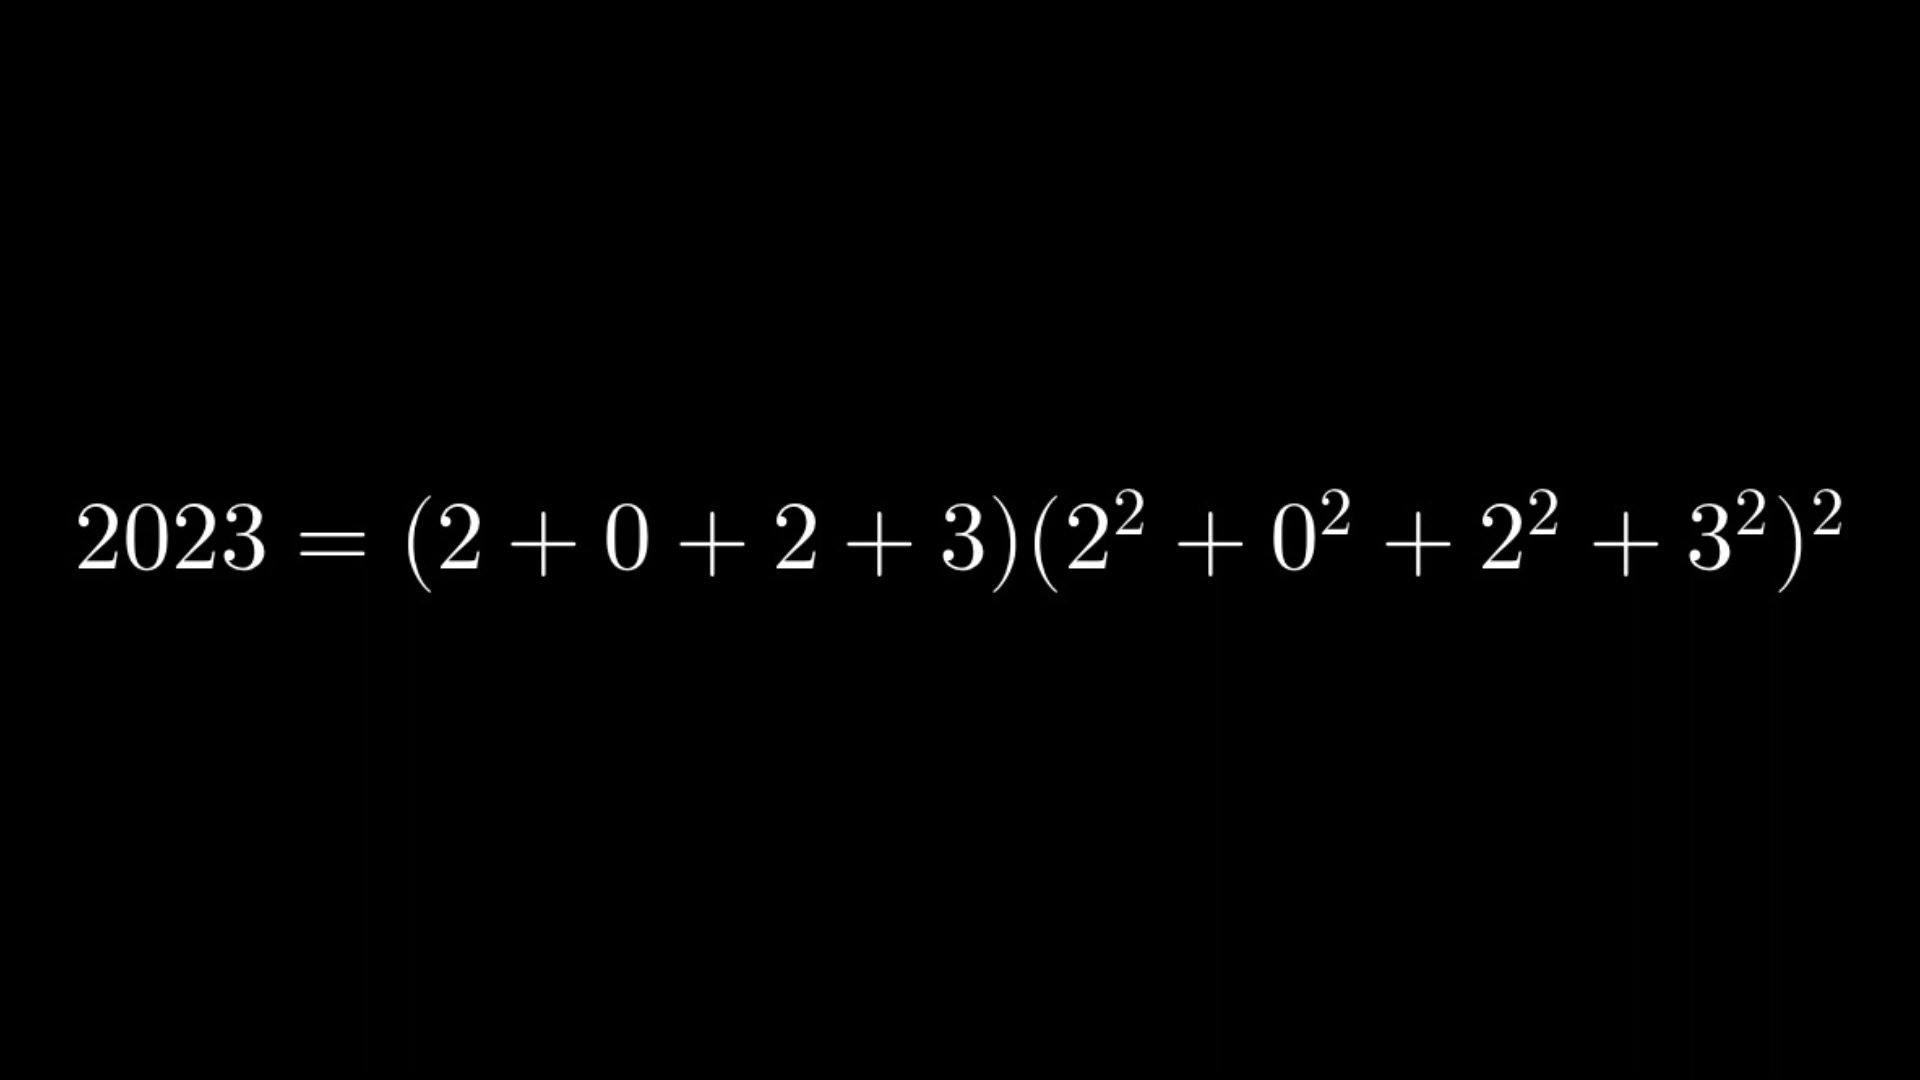 2023 = (2 + 0 + 2 + 3)(2² + 0² + 2² + 3²)²